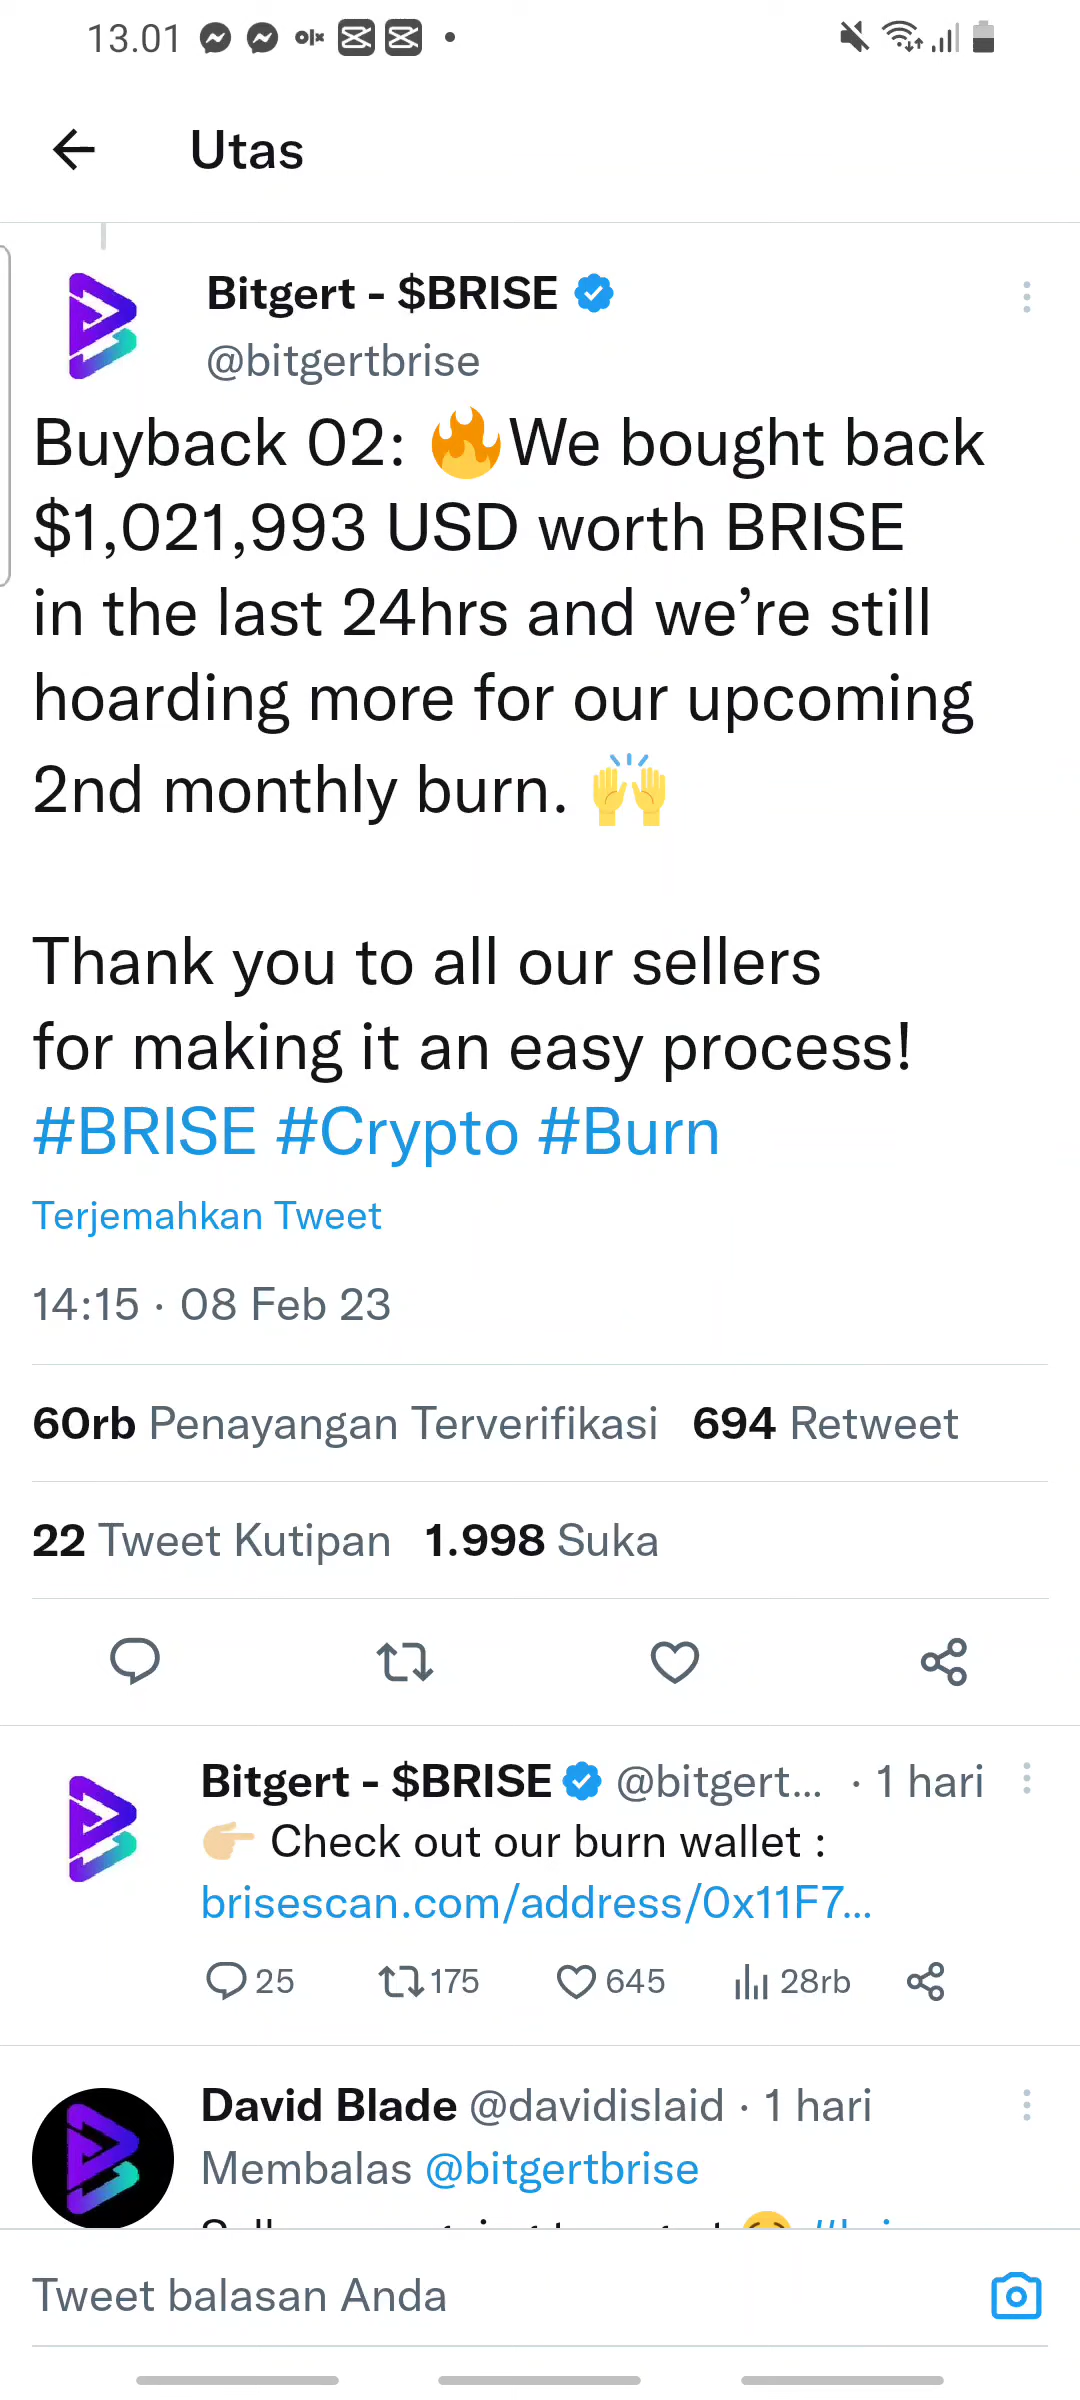 13.01
Utas
Bitgert - $BRISE
@bitgertbrise
Buyback 02: 🔥We bought back
$1,021,993 USD worth BRISE
in the last 24hrs and we’re still
hoarding more for our upcoming
2nd monthly burn. 🙌
Thank you to all our sellers
for making it an easy process!
#BRISE #Crypto #Burn
Terjemahkan Tweet
14:15 · 08 Feb 23
60rb Penayangan Terverifikasi 694 Retweet
22 Tweet Kutipan 1.998 Suka
Bitgert - $BRISE @bitgert... · 1 hari
👉 Check out our burn wallet :
brisescan.com/address/0x11F7...
25 175 645 28rb
David Blade @davidislaid · 1 hari
Membalas @bitgertbrise
Tweet balasan Anda